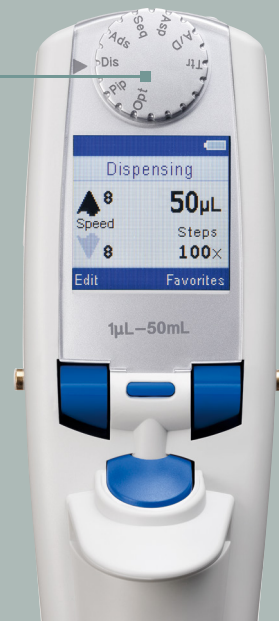 Seq
Asp
Ads
A/D
Dis
Ttr
Pip
Opt
Dispensing
8
50µL
Speed
Steps
8
100×
Edit
Favorites
1µL–50mL